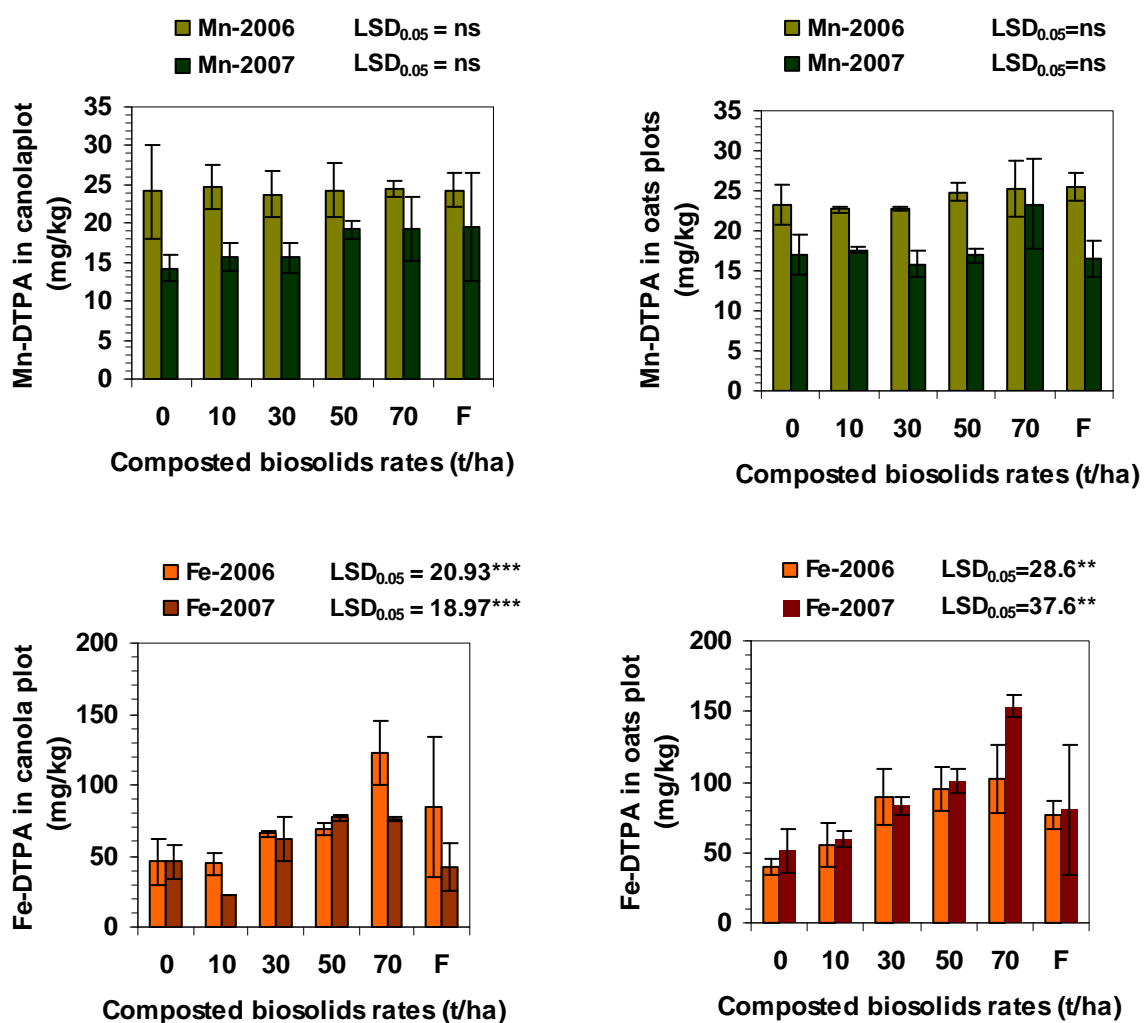 Mn-2006 LSD0.05 = ns
Mn-2007 LSD0.05 = ns
Mn-DTPA in canolaplot
(mg/kg)
35
30
25
20
15
10
5
0
0 10 30 50 70 F
Composted biosolids rates (t/ha)
Mn-2006 LSD0.05=ns
Mn-2007 LSD0.05=ns
Mn-DTPA in oats plots
(mg/kg)
35
30
25
20
15
10
5
0
0 10 30 50 70 F
Composted biosolids rates (t/ha)
Fe-2006 LSD0.05 = 20.93***
Fe-2007 LSD0.05 = 18.97***
Fe-DTPA in canola plot
(mg/kg)
200
150
100
50
0
0 10 30 50 70 F
Composted biosolids rates (t/ha)
Fe-2006 LSD0.05=28.6**
Fe-2007 LSD0.05=37.6**
Fe-DTPA in oats plot
(mg/kg)
200
150
100
50
0
0 10 30 50 70 F
Composted biosolids rates (t/ha)